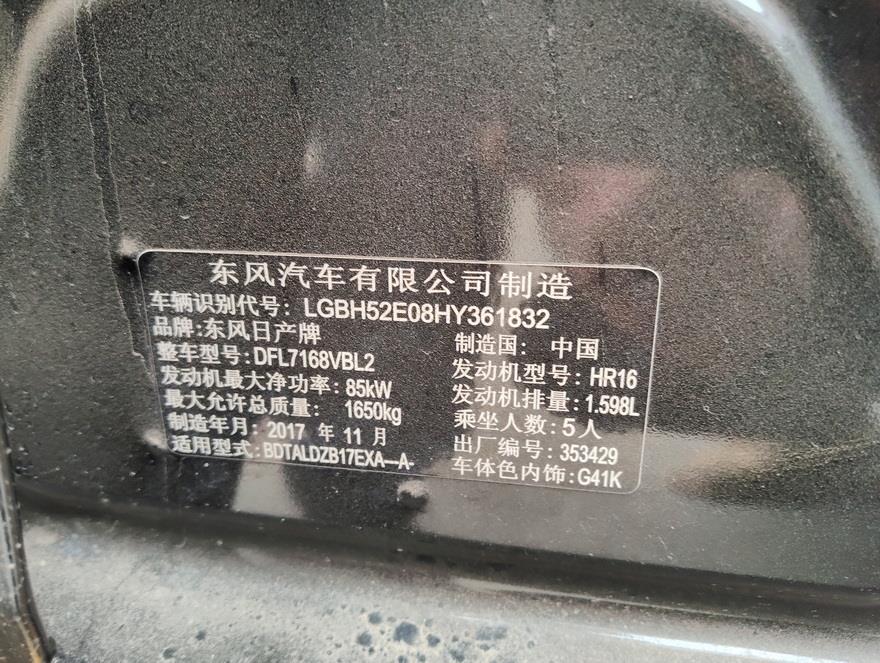 东风汽车有限公司制造
车辆识别代号: LGBH52E08HY361832
品牌:东风日产牌
制造国: 中国
整车型号:DFL7168VBL2
发动机型号: HR16
发动机最大净功率: 85kW
发动机排量: 1.598L
最大允许总质量: 1650kg
乘坐人数: 5人
制造年月: 2017 年 11 月
出厂编号: 353429
适用型式:BDTALDZB17EXA—A-
车体色内饰:G41K